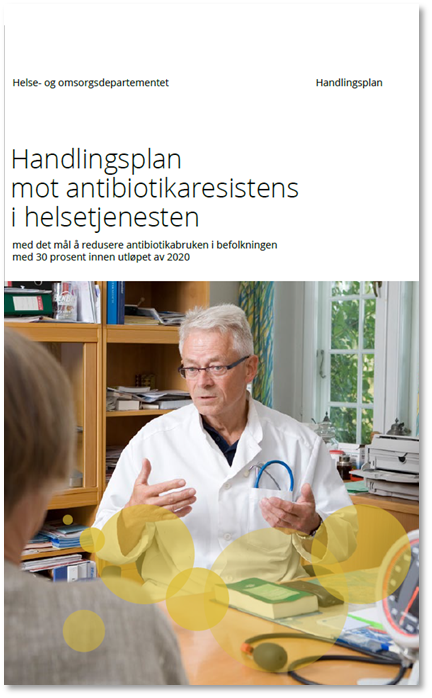 Helse- og omsorgsdepartementet
Handlingsplan
Handlingsplan
mot antibiotikaresistens
i helsetjenesten
med det mål å redusere antibiotikabruken i befolkningen
med 30 prosent innen utløpet av 2020